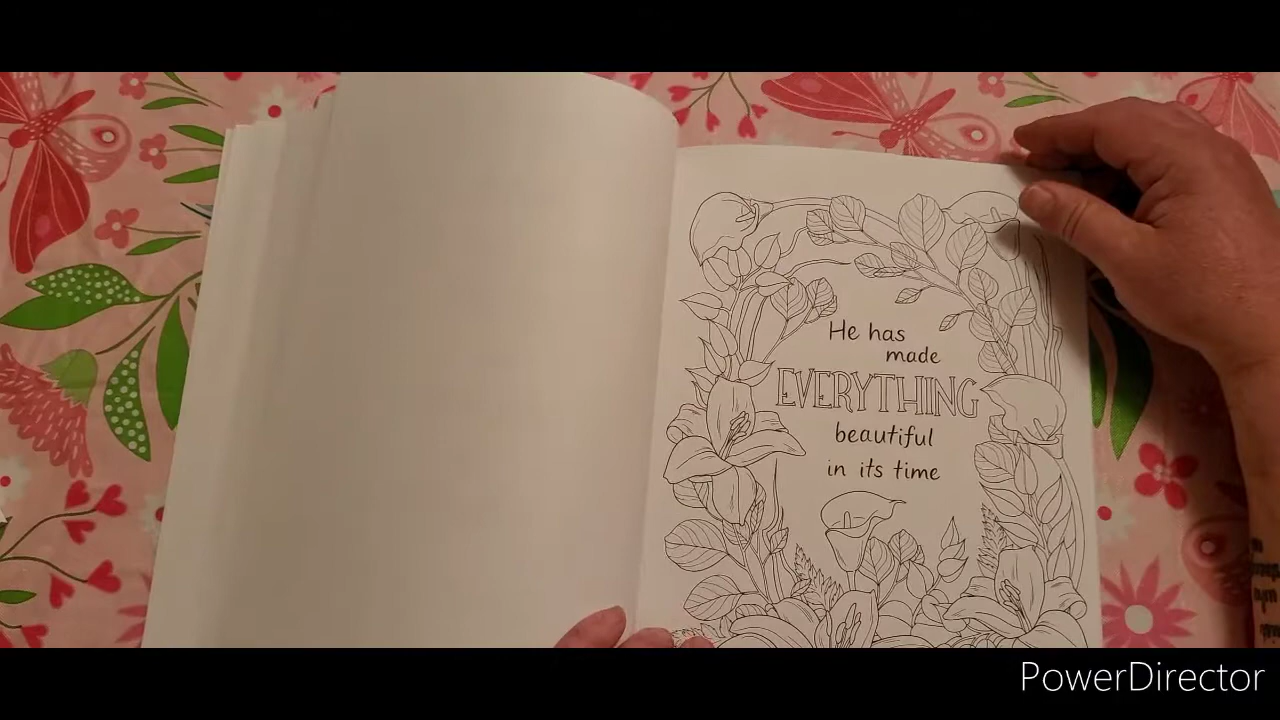 He has
made
EVERYTHING
beautiful
in its time
PowerDirector